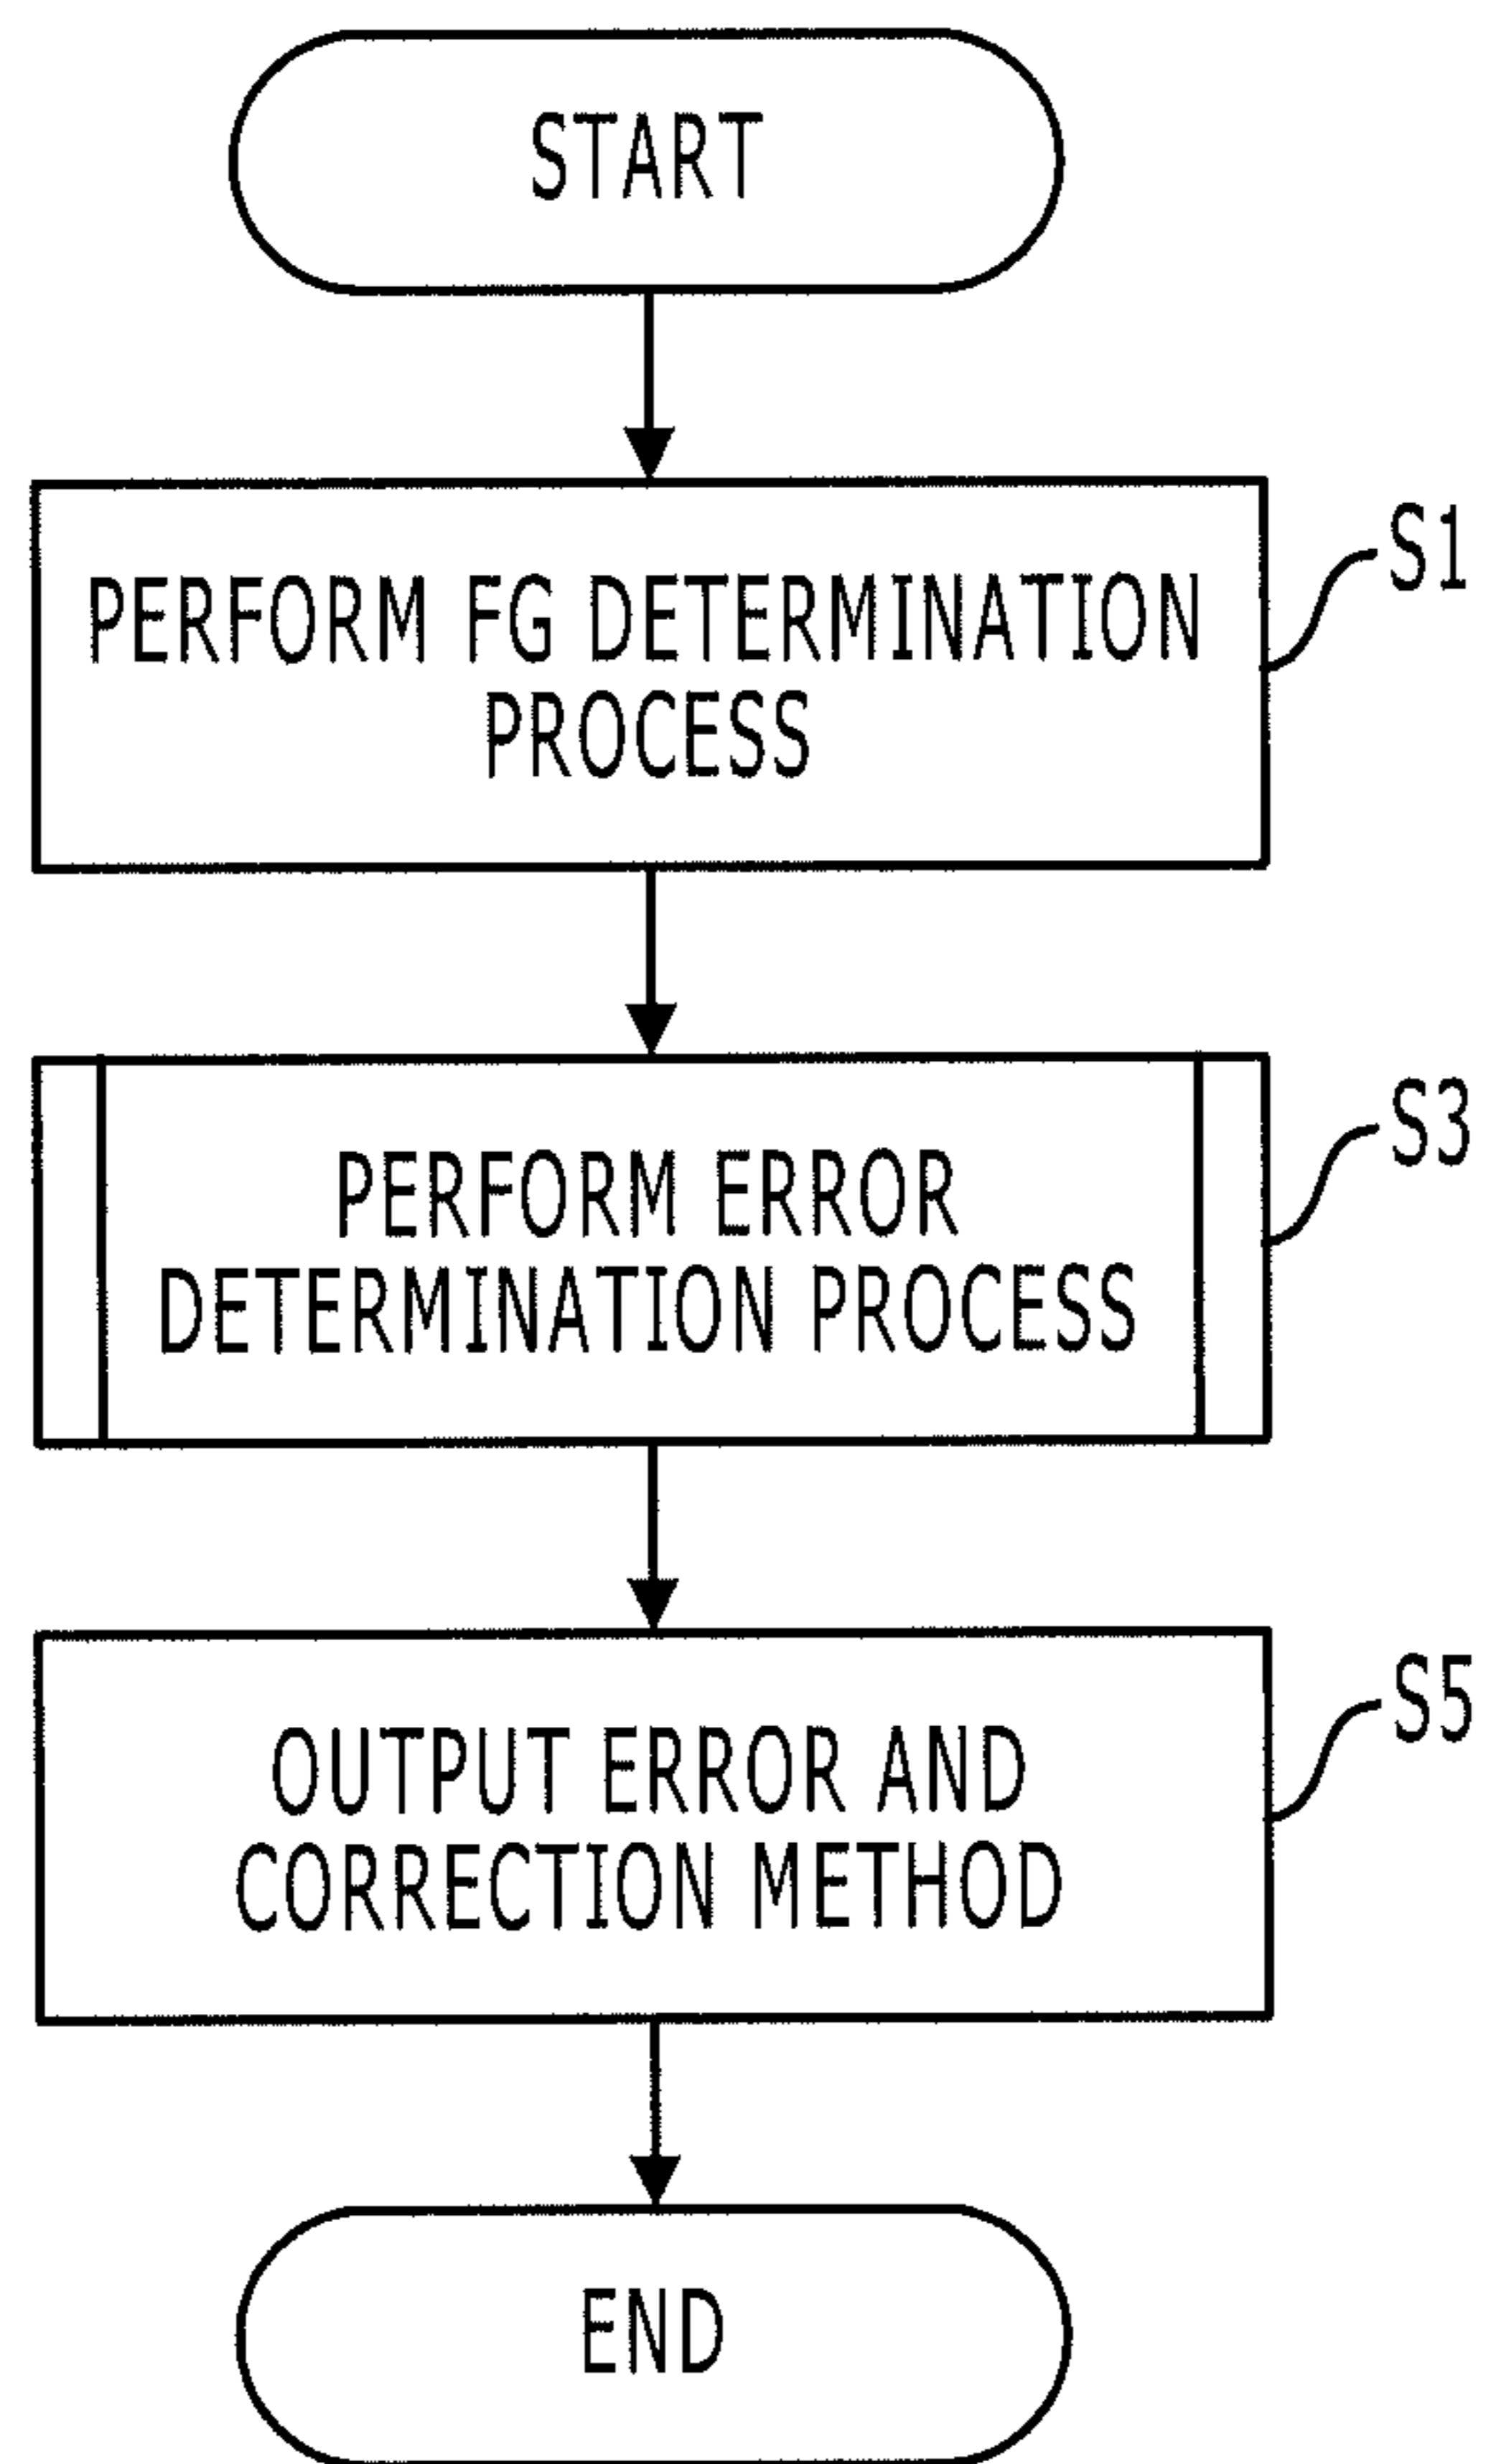 START
PERFORM FG DETERMINATION
PROCESS
S1
PERFORM ERROR
DETERMINATION PROCESS
S3
OUTPUT ERROR AND
CORRECTION METHOD
S5
END